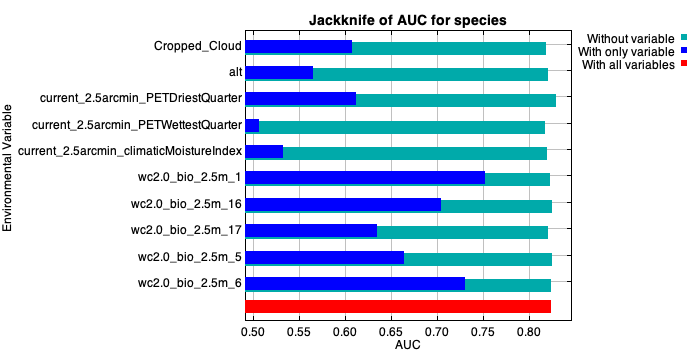 Jackknife of AUC for species
Without variable
With only variable
With all variables
Environmental Variable
Cropped_Cloud
alt
current_2.5arcmin_PETDriestQuarter
current_2.5arcmin_PETWettestQuarter
current_2.5arcmin_climaticMoistureIndex
wc2.0_bio_2.5m_1
wc2.0_bio_2.5m_16
wc2.0_bio_2.5m_17
wc2.0_bio_2.5m_5
wc2.0_bio_2.5m_6
0.50 0.55 0.60 0.65 0.70 0.75 0.80
AUC